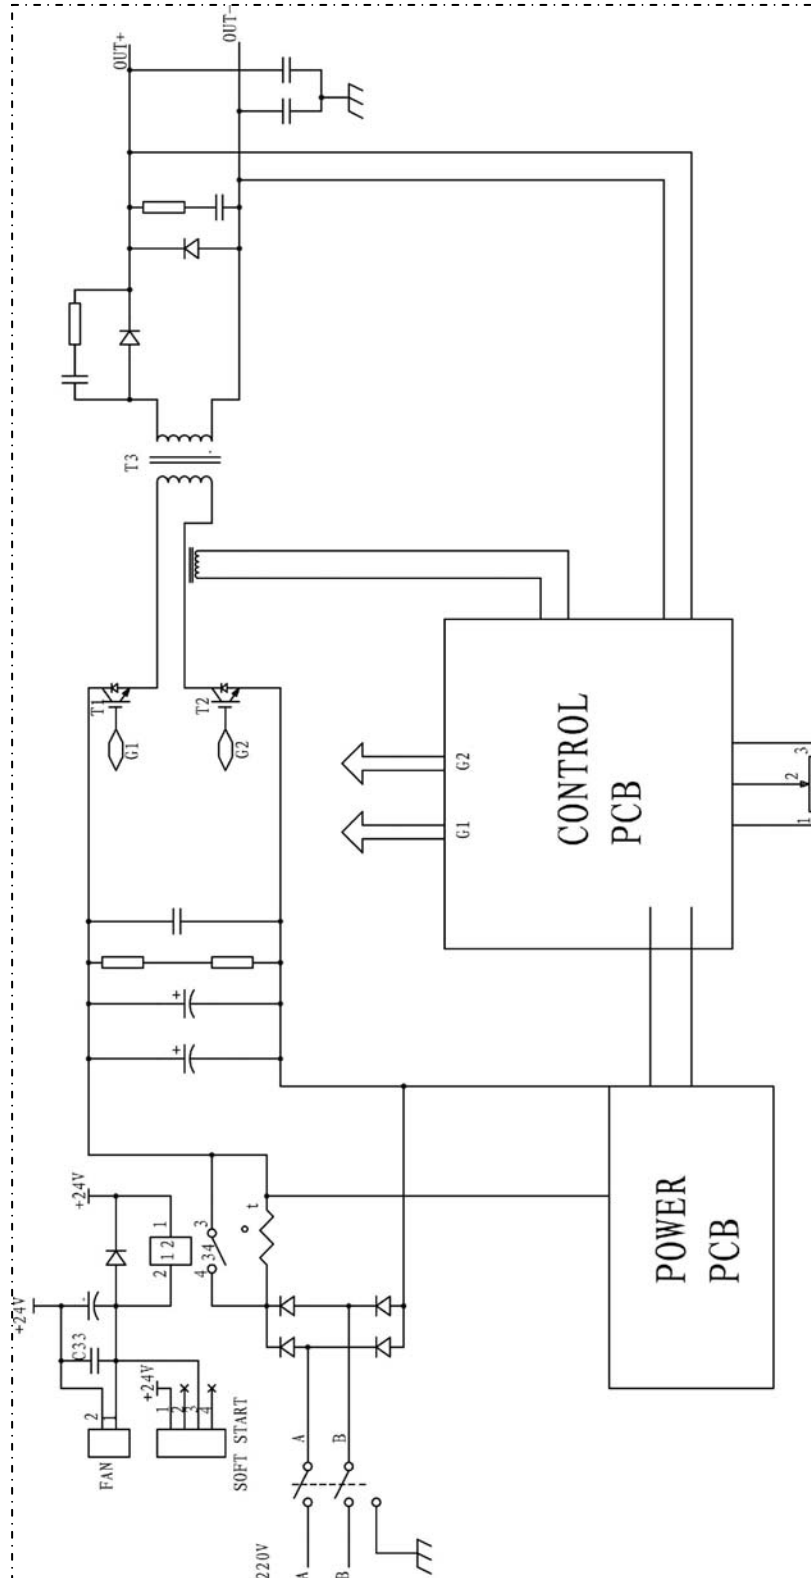 OUT+
OUT-
T3
T1
G1
T2
G2
G1
G2
CONTROL
PCB
1
2
3
+
+
+24V
+24V
1
1 2
2
3
34
4
t
C33
+24V
2
1
FAN
1
2
3
4
SOFT START
POWER
PCB
A
B
220V
A
B